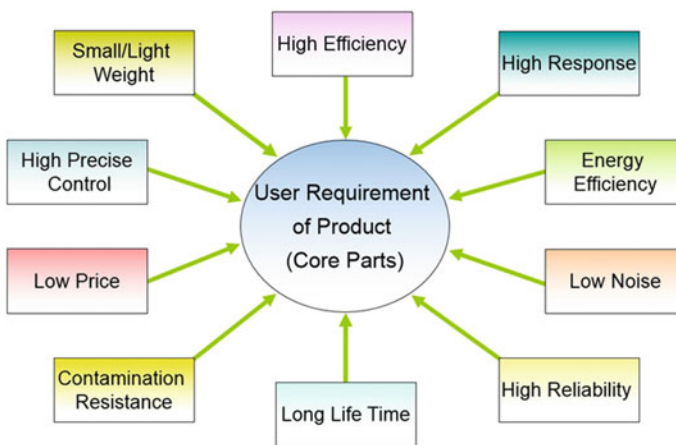 High Efficiency
Small/Light
Weight
High Response
High Precise
Control
Energy
Efficiency
User Requirement
of Product
(Core Parts)
Low Price
Low Noise
Contamination
Resistance
High Reliability
Long Life Time